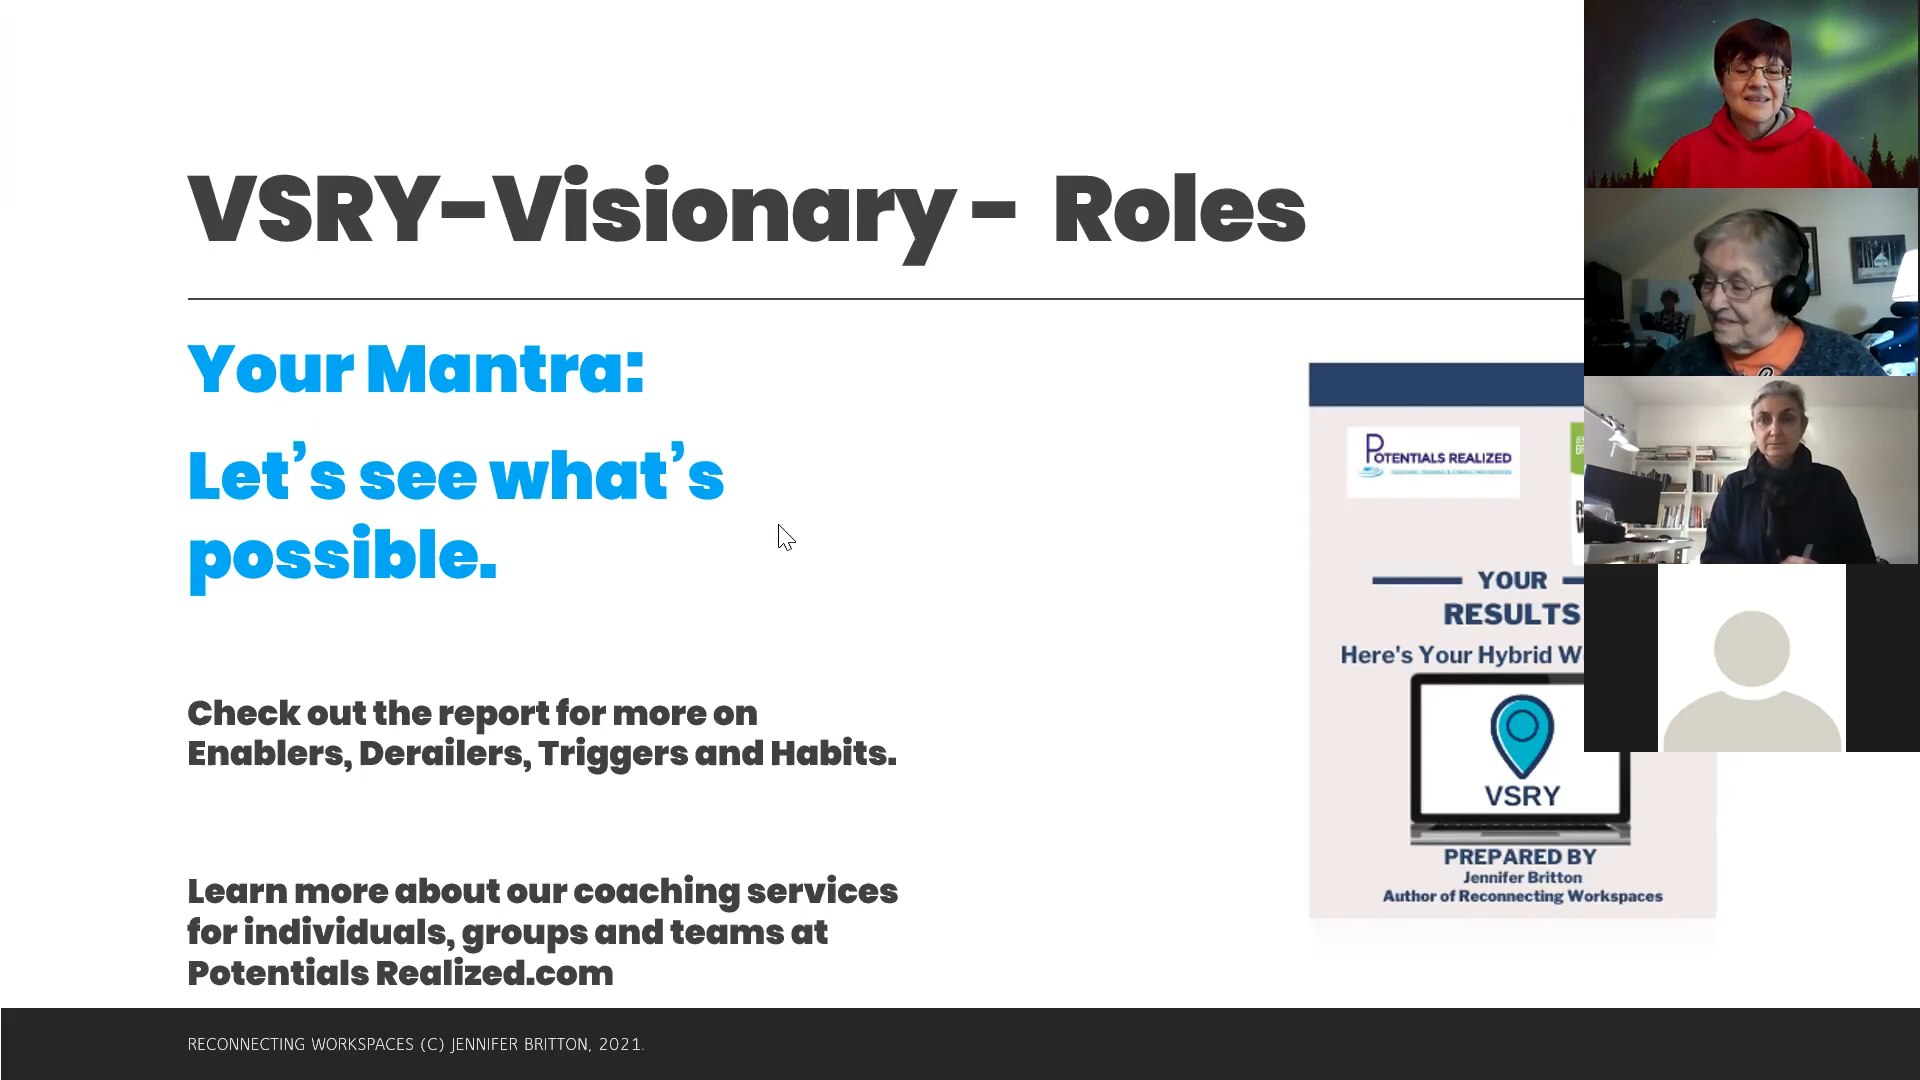 VSRY-Visionary - Roles
Your Mantra:
Let's see what's
possible.
Check out the report for more on
Enablers, Derailers, Triggers and Habits.
Learn more about our coaching services
for individuals, groups and teams at
Potentials Realized.com
POTENTIALS REALIZED
YOUR
RESULTS
Here's Your Hybrid W
VSRY
PREPARED BY
Jennifer Britton
Author of Reconnecting Workspaces
RECONNECTING WORKSPACES (C) JENNIFER BRITTON, 2021.